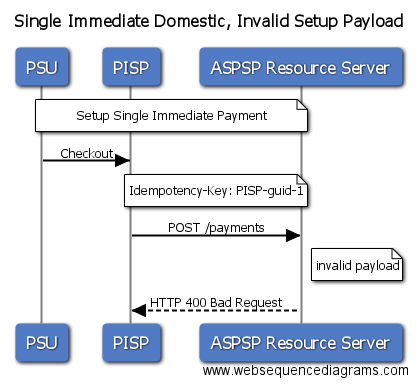 Single Immediate Domestic, Invalid Setup Payload
PSU PISP ASPSP Resource Server
Setup Single Immediate Payment
Checkout
Idempotency-Key: PISP-guid-1
POST /payments
invalid payload
HTTP 400 Bad Request
PSU PISP ASPSP Resource Server
www.websequencediagrams.com